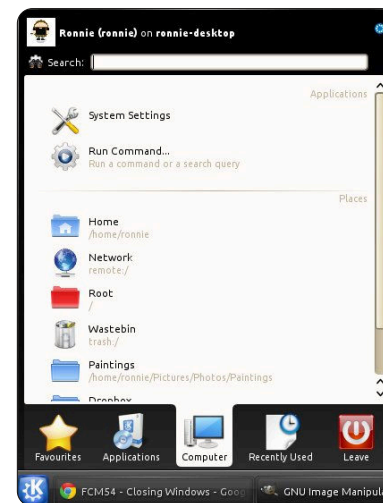 Ronnie (ronnie) on ronnie-desktop
Search:
Applications
System Settings
Run Command...
Run a command or a search query
Places
Home
/home/ronnie
Network
remote:/
Root
/
Wastebin
trash:/
Paintings
/home/ronnie/Pictures/Photos/Paintings
Dropbox
Favourites Applications Computer Recently Used Leave
FCM54 - Closing Windows - Goo GNU Image Manipul